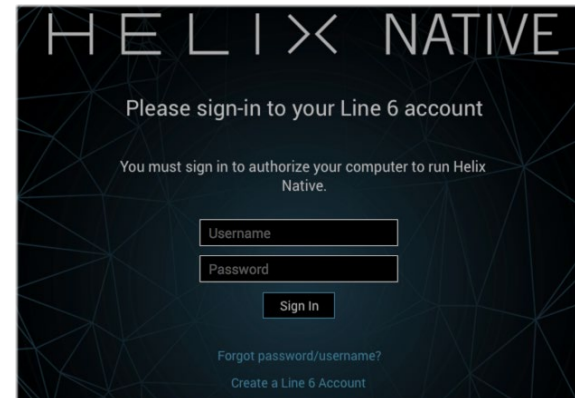 HELIX NATIVE
Please sign-in to your Line 6 account
You must sign in to authorize your computer to run Helix
Native.
Username
Password
Sign In
Forgot password/username?
Create a Line 6 Account